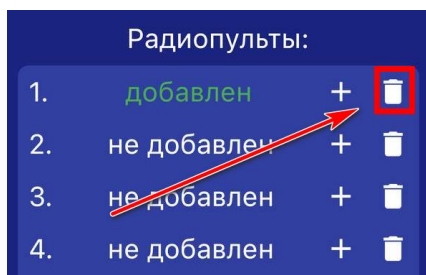 Радиопульты:
1. добавлен +
2. не добавлен +
3. не добавлен +
4. не добавлен +